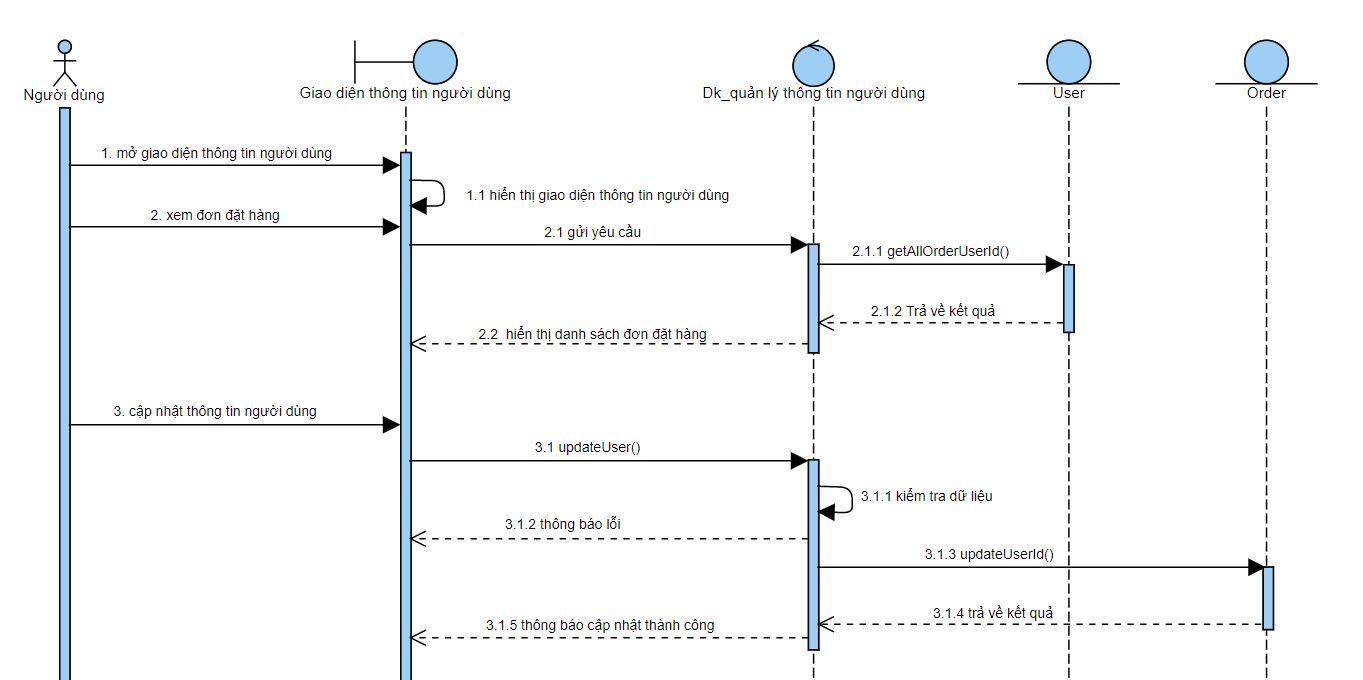 Người dùng
Giao diện thông tin người dùng
Dk_quản lý thông tin người dùng
User
Order
1. mở giao diện thông tin người dùng
1.1 hiển thị giao diện thông tin người dùng
2. xem đơn đặt hàng
2.1 gửi yêu cầu
2.1.1 getAllOrderUserId()
2.1.2 Trả về kết quả
2.2 hiển thị danh sách đơn đặt hàng
3. cập nhật thông tin người dùng
3.1 updateUser()
3.1.1 kiểm tra dữ liệu
3.1.2 thông báo lỗi
3.1.3 updateUserId()
3.1.4 trả về kết quả
3.1.5 thông báo cập nhật thành công